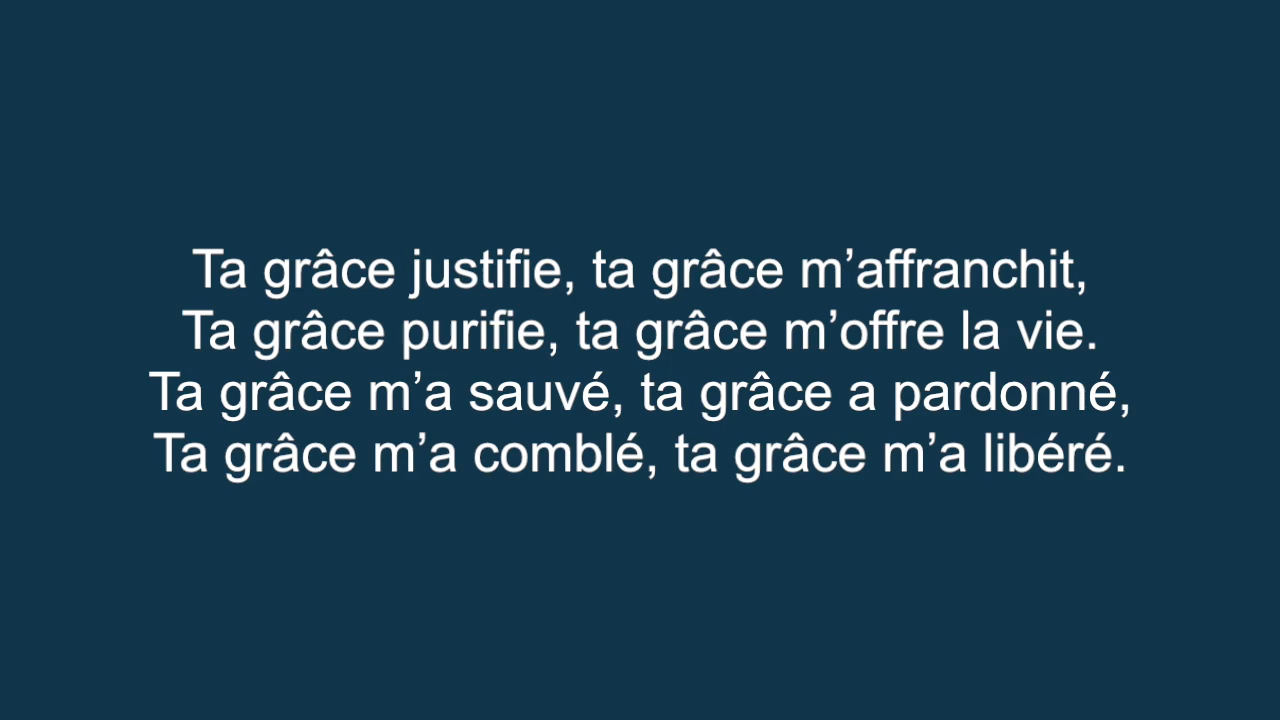 Ta grâce justifie, ta grâce m’affranchit,
Ta grâce purifie, ta grâce m’offre la vie.
Ta grâce m’a sauvé, ta grâce a pardonné,
Ta grâce m’a comblé, ta grâce m’a libéré.